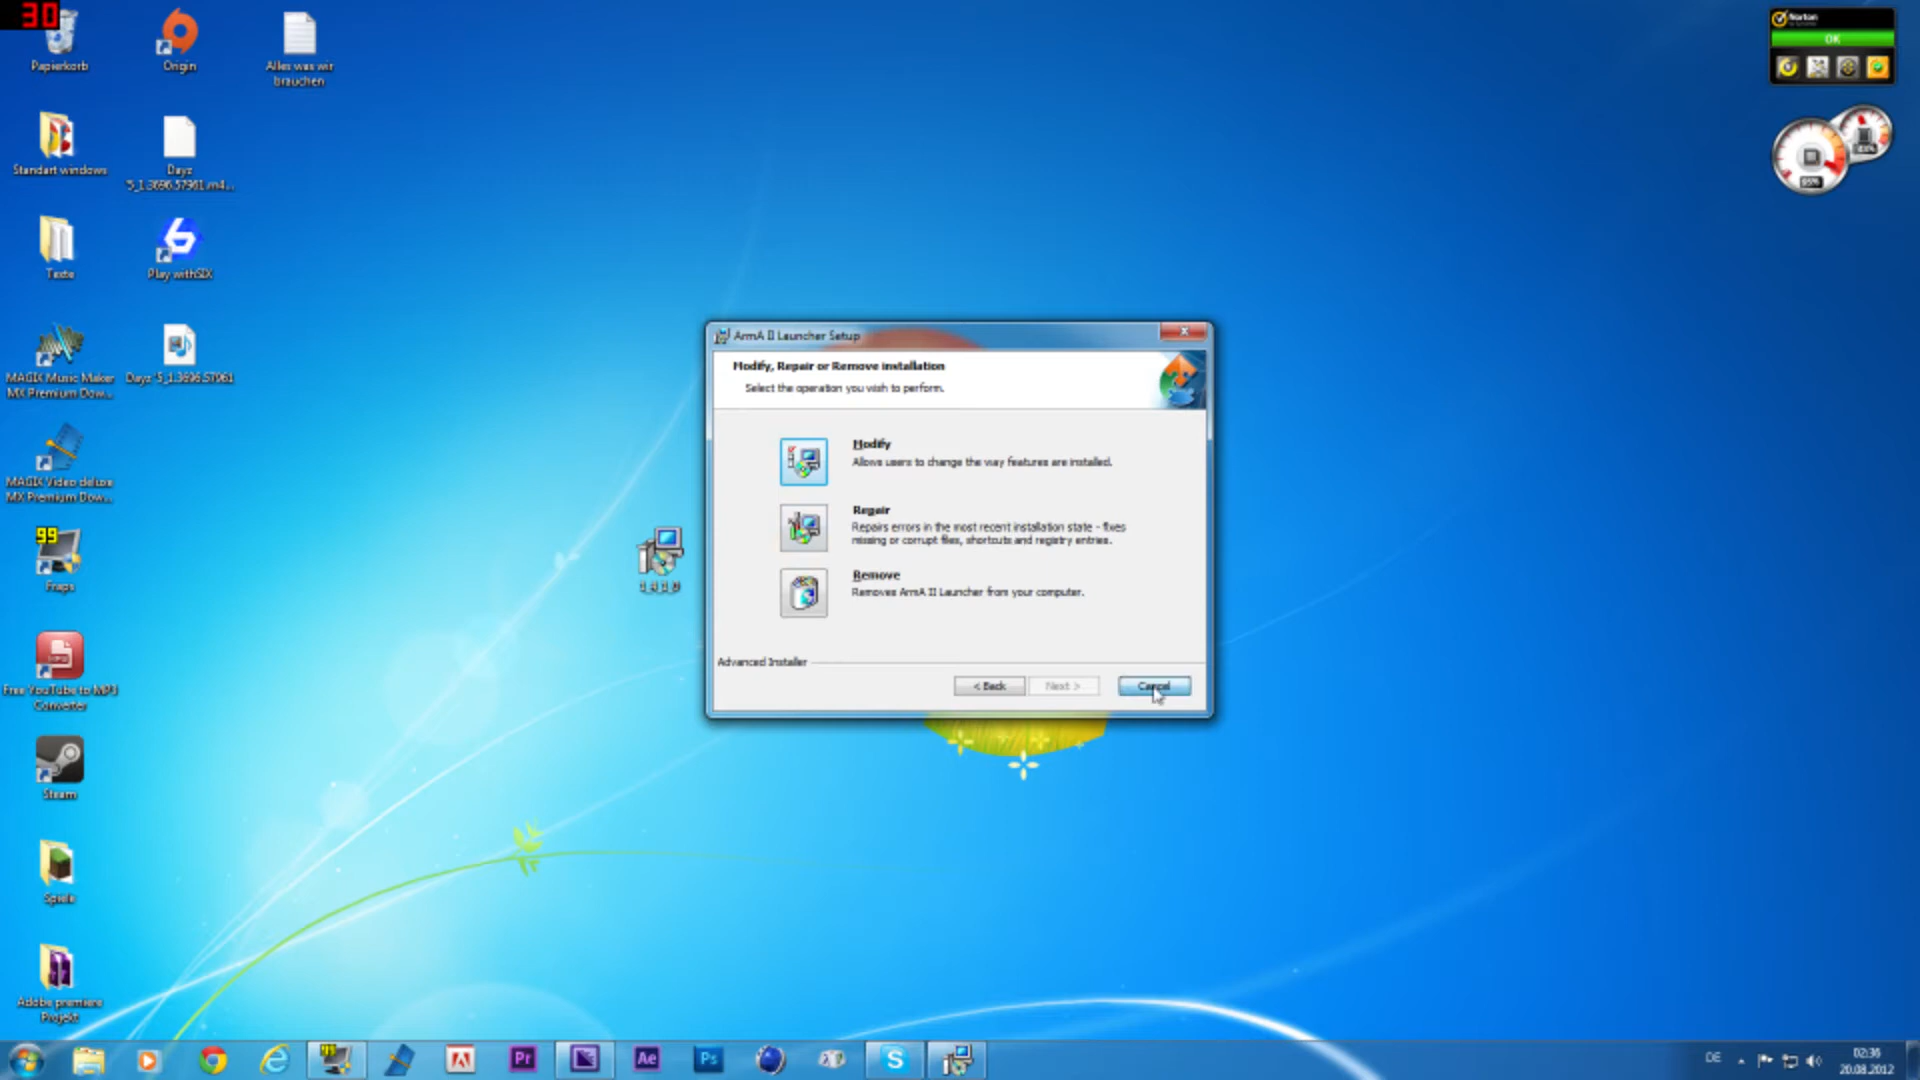 30
Papierkorb
Origin
Alles was wir
brauchen
Norton
OK
Standart windows
Dayz
Texte
Play withSIX
MAGIX Music Maker
MX Premium Dow...
Dayz '5_1.3696.57961
MAGIX Video deluxe
MX Premium Dow...
99
Fraps
Free YouTube to MP3
Converter
Steam
Spiele
Adobe premiere
Projekt
ArmA II Launcher Setup
Modify, Repair or Remove installation
Select the operation you wish to perform.
Modify
Allows users to change the way features are installed.
Repair
Repairs errors in the most recent installation state - fixes
missing or corrupt files, shortcuts and registry entries.
Remove
Removes ArmA II Launcher from your computer.
Advanced Installer
< Back
Next >
Cancel
Pr
Ae
Ps
DE
02:36
20.08.2012